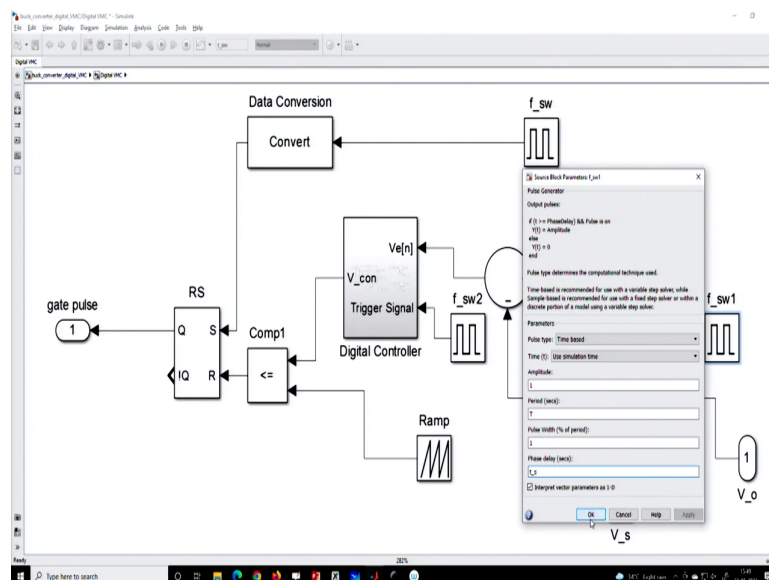 buck_converter_digital_VMC/Digital VMC * - Simulink
File Edit View Display Diagram Simulation Analysis Code Tools Help
t_sim
Normal
Digital VMC
buck_converter_digital_VMC
Digital VMC
Data Conversion
Convert
f_sw
Source Block Parameters: f_sw1
X
Pulse Generator
Output pulses:
if (t >= PhaseDelay) && Pulse is on
Y(t) = Amplitude
else
Y(t) = 0
end
Pulse type determines the computational technique used.
Time-based is recommended for use with a variable step solver, while
Sample-based is recommended for use with a fixed step solver or within a
discrete portion of a model using a variable step solver.
Parameters
Pulse type: Time based
Time (t): Use simulation time
Amplitude:
1
Period (secs):
T
Pulse Width (% of period):
1
Phase delay (secs):
t_s
Interpret vector parameters as 1-D
OK Cancel Help Apply
Ve[n]
V_con
Trigger Signal
Digital Controller
f_sw2
f_sw1
RS
Q S
!Q R
gate pulse
1
Comp1
<=
Ramp
1
V_o
V_s
Ready
282%
Type here to search
15:49